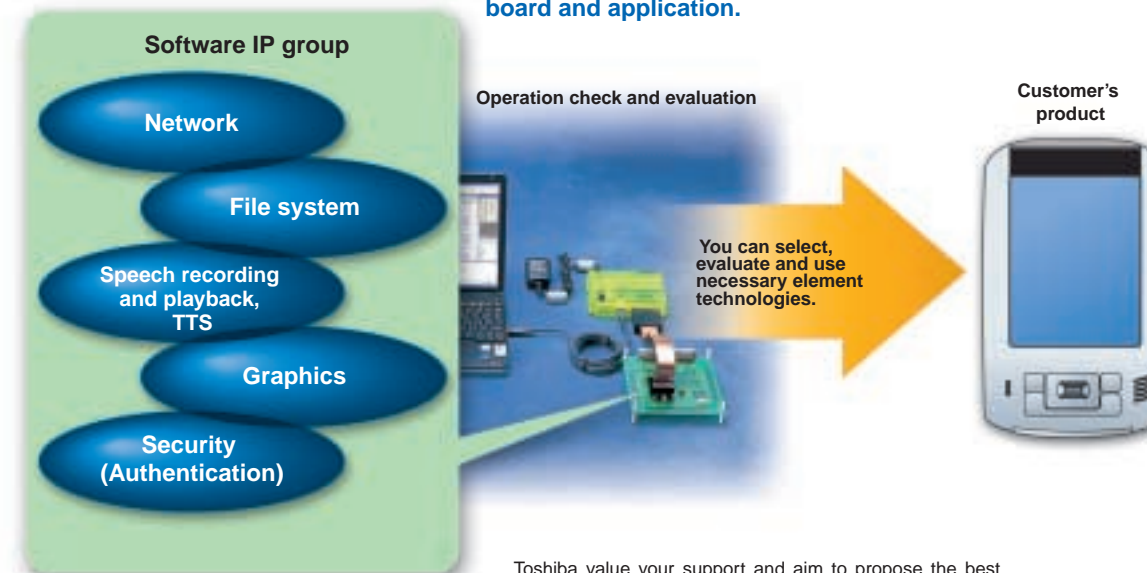 board and application.
Software IP group
Network
File system
Speech recording
and playback,
TTS
Graphics
Security
(Authentication)
Operation check and evaluation
You can select,
evaluate and use
necessary element
technologies.
Customer's
product
Toshiba value your support and aim to propose the best